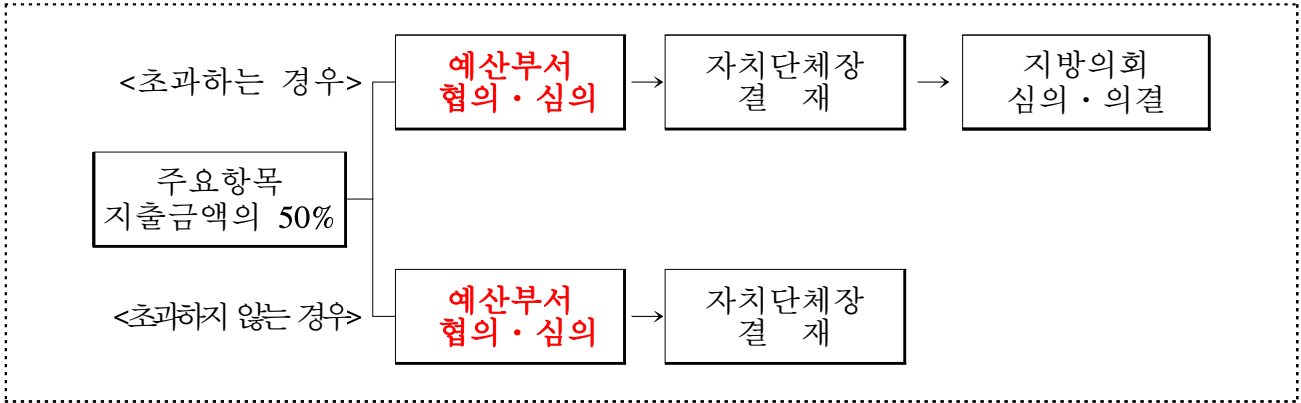 <초과하는 경우>
예산부서
협의·심의
→
자치단체장
결 재
→
지방의회
심의·의결
주요항목
지출금액의 50%
<초과하지 않는 경우>
예산부서
협의·심의
→
자치단체장
결 재